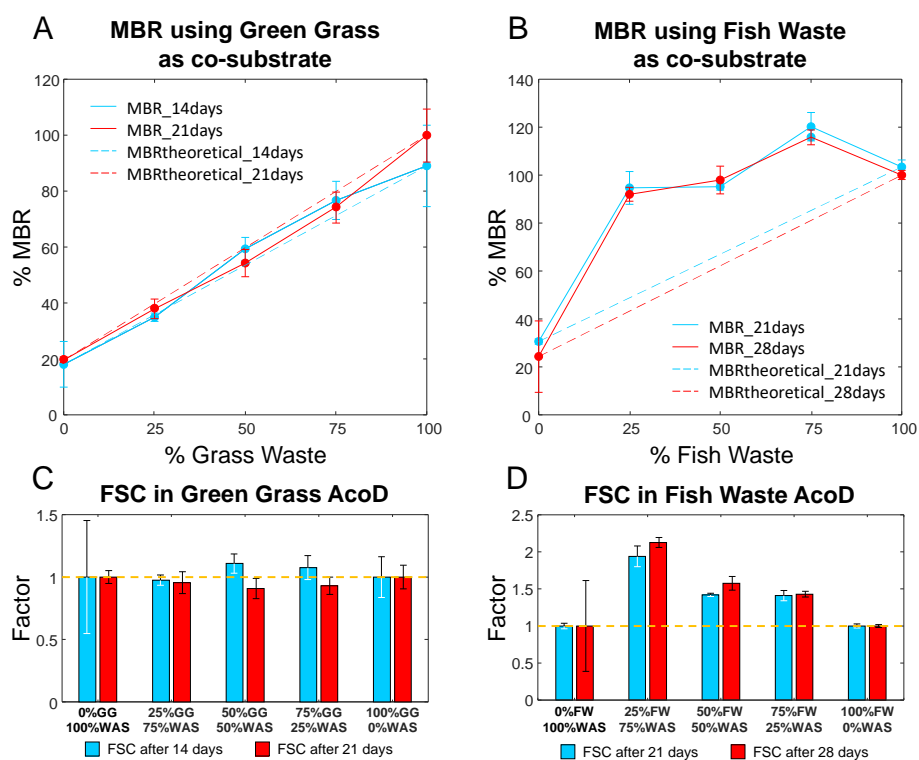 A
MBR using Green Grass
as co-substrate
120
100
80
60
40
20
0
% MBR
MBR_14days
MBR_21days
MBRtheoretical_14days
MBRtheoretical_21days
0
25
50
75
100
% Grass Waste
B
MBR using Fish Waste
as co-substrate
140
120
100
80
60
40
20
0
% MBR
MBR_21days
MBR_28days
MBRtheoretical_21days
MBRtheoretical_28days
0
25
50
75
100
% Fish Waste
C
FSC in Green Grass AcoD
1.5
1
0.5
0
Factor
0%GG 25%GG 50%GG 75%GG 100%GG
100%WAS 75%WAS 50%WAS 25%WAS 0%WAS
FSC after 14 days FSC after 21 days
D
FSC in Fish Waste AcoD
2.5
2
1.5
1
0.5
0
Factor
0%FW 25%FW 50%FW 75%FW 100%FW
100%WAS 75%WAS 50%WAS 25%WAS 0%WAS
FSC after 21 days FSC after 28 days